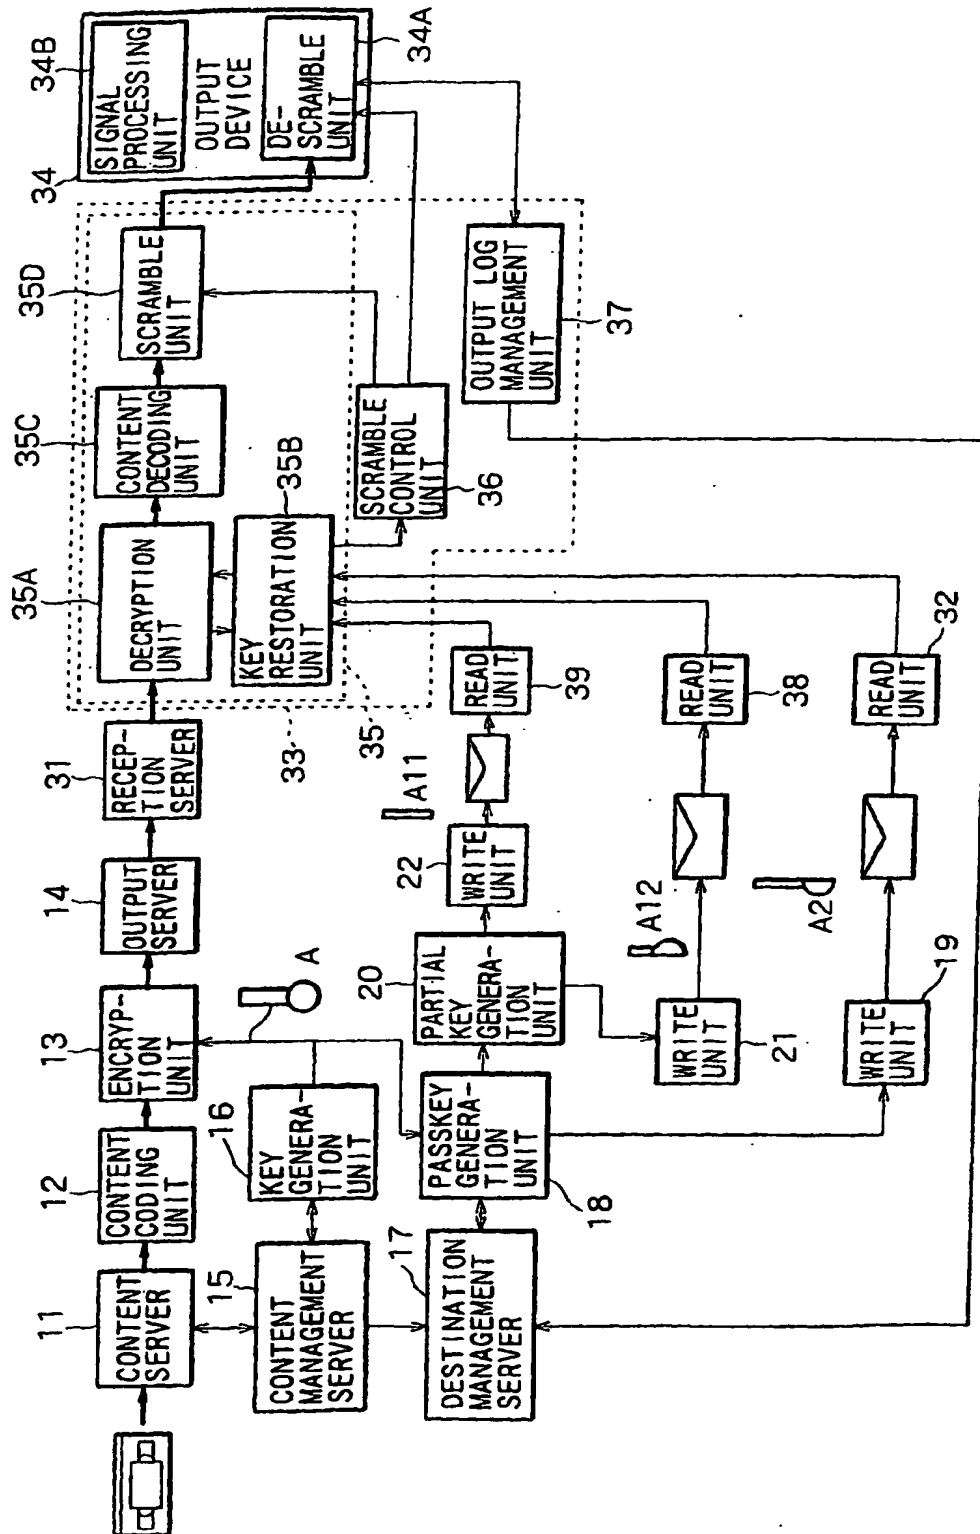 11
CONTENT
SERVER
12
CONTENT
CODING
UNIT
13
ENCRYP-
TION
UNIT
14
OUTPUT
SERVER
31
RECEP-
TION
SERVER
35A
DECRYPTION
UNIT
35C
CONTENT
DECODING
UNIT
35D
SCRAMBLE
UNIT
34
34B
SIGNAL
PROCESSING
UNIT
OUTPUT
DEVICE
DE-
SCRAMBLE
UNIT
34A
KEY
RESTORATION
UNIT
35B
33
35
SCRAMBLE
CONTROL
UNIT
36
OUTPUT LOG
MANAGEMENT
UNIT
37
15
CONTENT
MANAGEMENT
SERVER
16
KEY
GENERA-
TION
UNIT
A
17
DESTINATION
MANAGEMENT
SERVER
PASSKEY
GENERA-
TION
UNIT
18
20
PARTIAL
KEY
GENERA-
TION
UNIT
22
WRITE
UNIT
A11
READ
UNIT
39
WRITE
UNIT
21
A12
READ
UNIT
38
WRITE
UNIT
19
A2
READ
UNIT
32